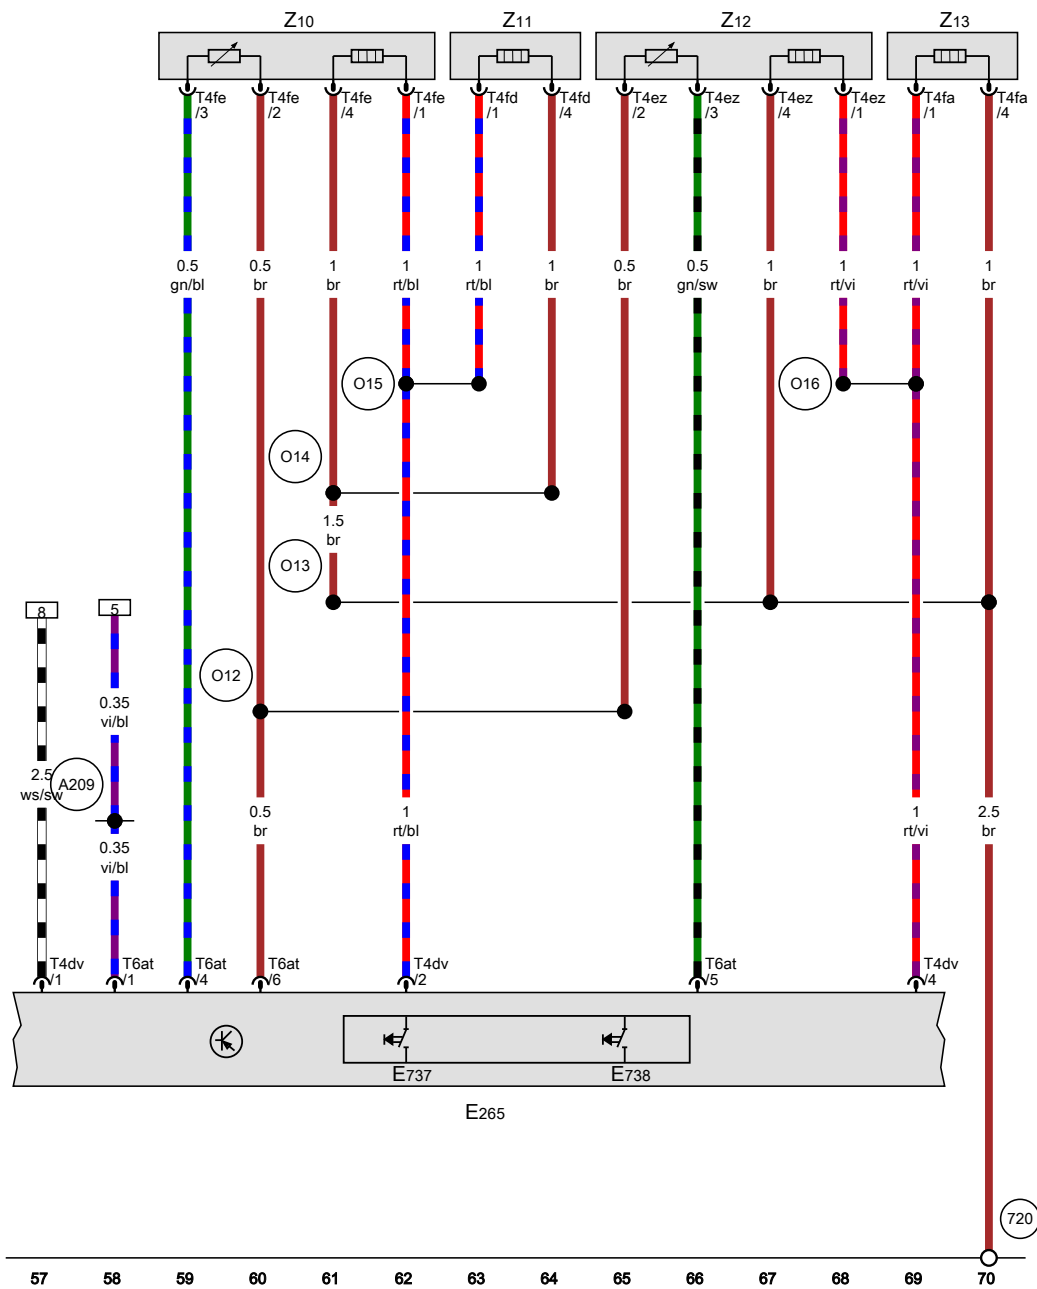 Z10 Z11 Z12 Z13
T4fe T4fe T4fe T4fe T4fd T4fd T4ez T4ez T4ez T4ez T4fa T4fa
/3 /2 /4 /1 /1 /4 /2 /3 /4 /1 /1 /4
0.5 0.5 1 1 1 1 0.5 0.5 1 1 1 1
gn/bl br br rt/bl rt/bl br br gn/sw br rt/vi rt/vi br
O15 O16
O14
1.5
br
O13
8 5
O12
0.35
vi/bl
2.5
ws/sw
A209
0.5 1 1 2.5
br rt/bl rt/vi br
0.35
vi/bl
T4dv T6at T6at T6at T4dv T6at T4dv
/1 /1 /4 /6 /2 /5 /4
E737 E738
E265
720
57 58 59 60 61 62 63 64 65 66 67 68 69 70